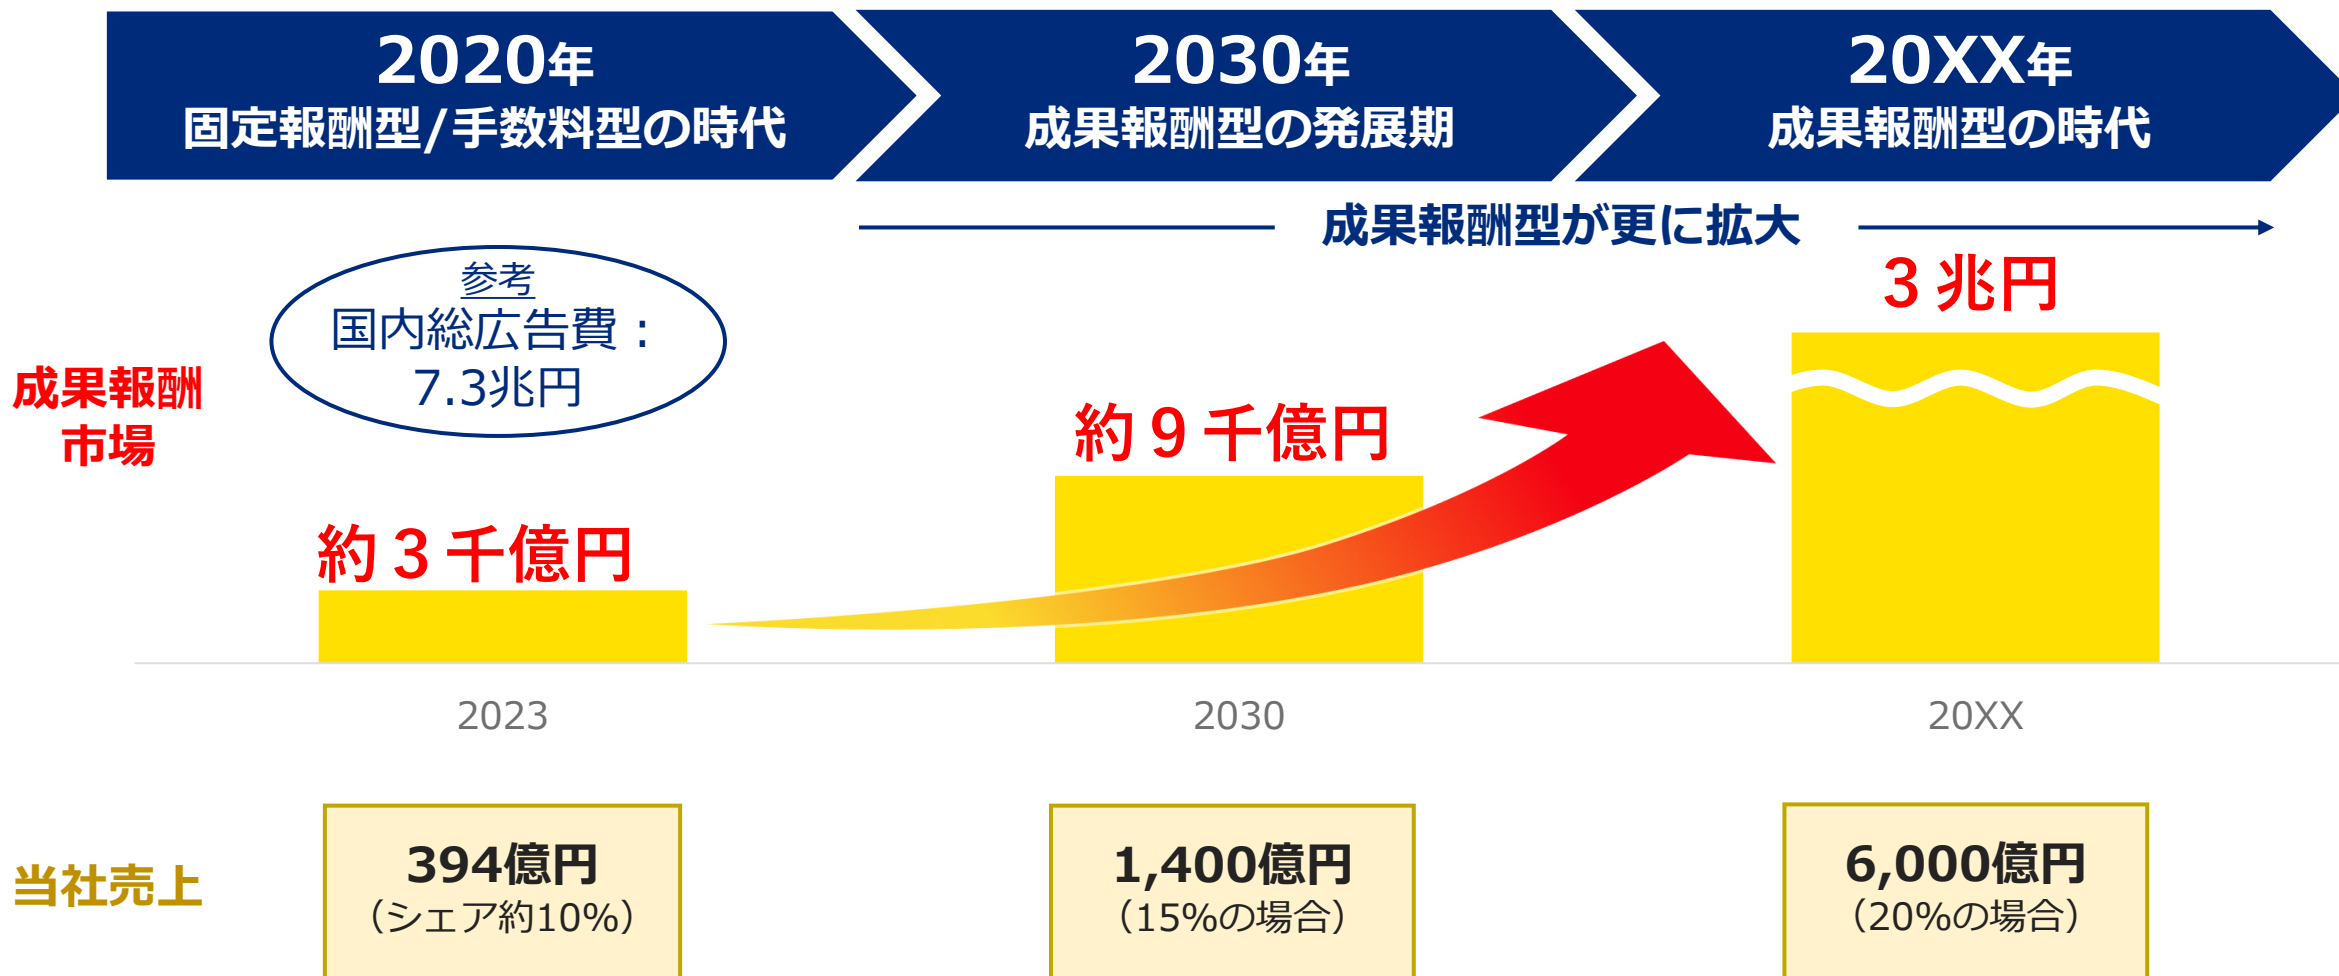 2020年
固定報酬型/手数料型の時代
2030年
成果報酬型の発展期
20XX年
成果報酬型の時代
成果報酬型が更に拡大
参考
国内総広告費：
7.3兆円
成果報酬
市場
約３千億円
約９千億円
３兆円
2023
2030
20XX
当社売上
394億円
（シェア約10%）
1,400億円
（15%の場合）
6,000億円
（20%の場合）